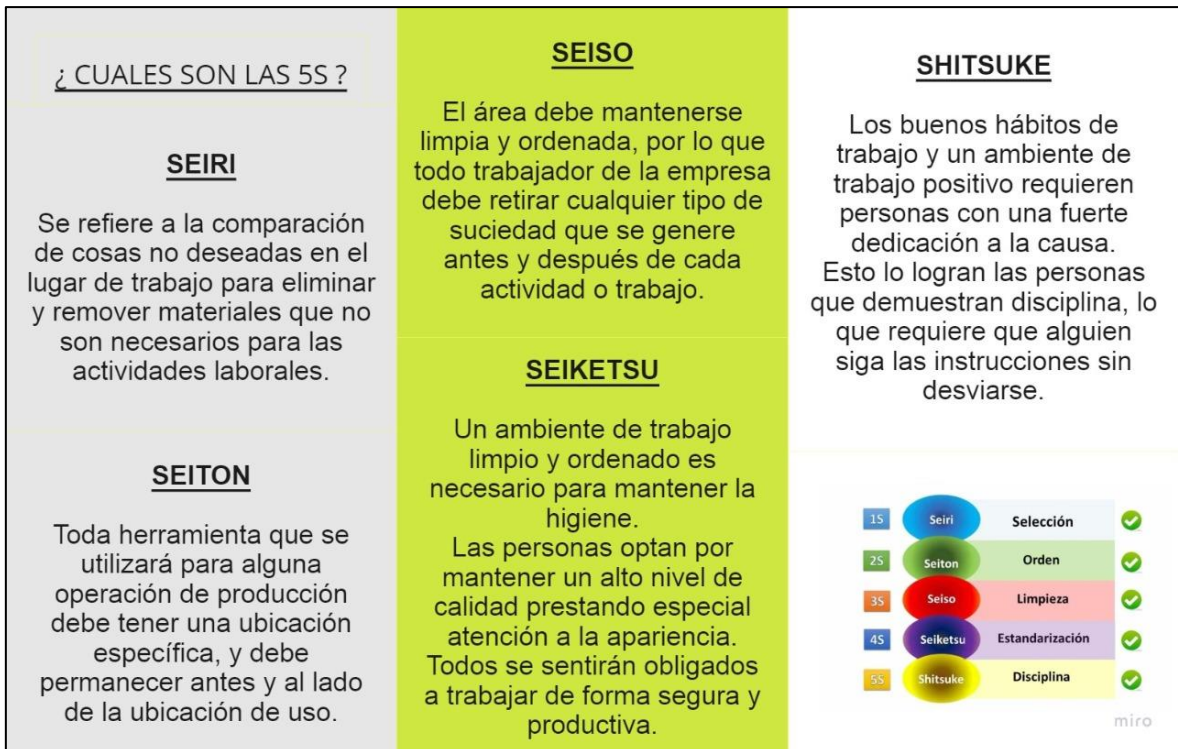 ¿ CUALES SON LAS 5S ?
SEIRI
Se refiere a la comparación
de cosas no deseadas en el
lugar de trabajo para eliminar
y remover materiales que no
son necesarios para las
actividades laborales.
SEITON
Toda herramienta que se
utilizará para alguna
operación de producción
debe tener una ubicación
específica, y debe
permanecer antes y al lado
de la ubicación de uso.
SEISO
El área debe mantenerse
limpia y ordenada, por lo que
todo trabajador de la empresa
debe retirar cualquier tipo de
suciedad que se genere
antes y después de cada
actividad o trabajo.
SEIKETSU
Un ambiente de trabajo
limpio y ordenado es
necesario para mantener la
higiene.
Las personas optan por
mantener un alto nivel de
calidad prestando especial
atención a la apariencia.
Todos se sentirán obligados
a trabajar de forma segura y
productiva.
SHITSUKE
Los buenos hábitos de
trabajo y un ambiente de
trabajo positivo requieren
personas con una fuerte
dedicación a la causa.
Esto lo logran las personas
que demuestran disciplina, lo
que requiere que alguien
siga las instrucciones sin
desviarse.
1S Seiri Selección
2S Seiton Orden
3S Seiso Limpieza
4S Seiketsu Estandarización
5S Shitsuke Disciplina
miro